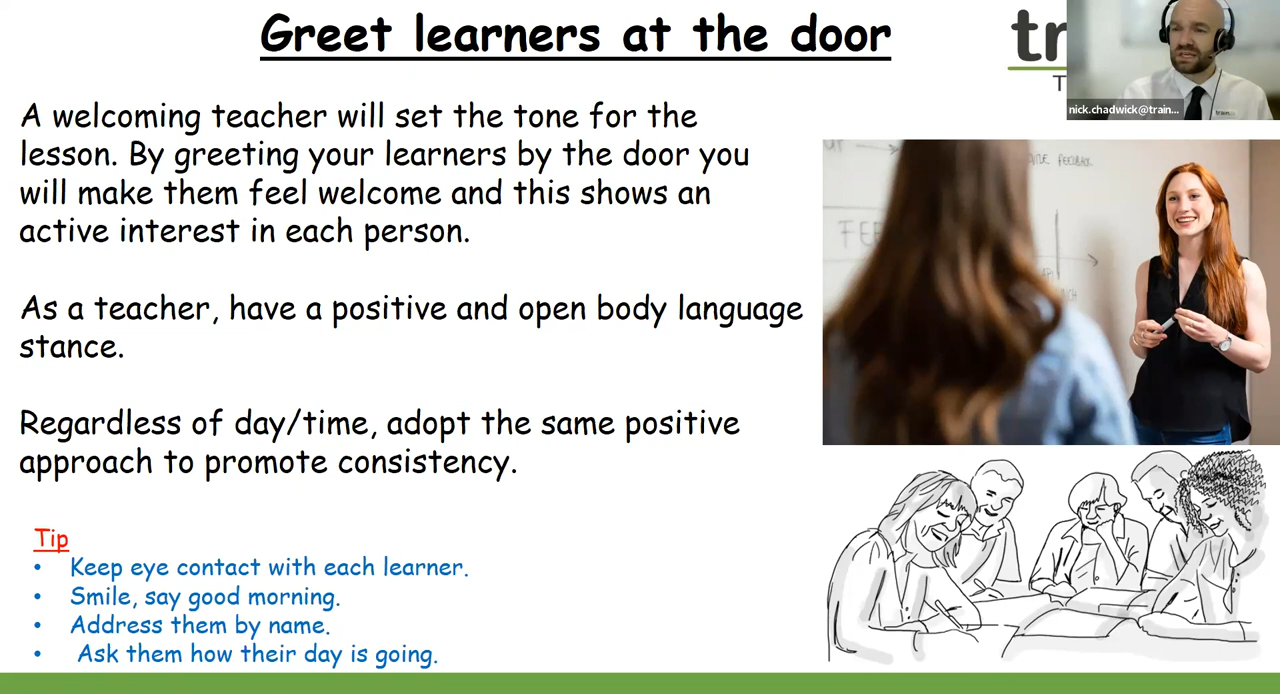 Greet learners at the door
nick.chadwick@train...
A welcoming teacher will set the tone for the
lesson. By greeting your learners by the door you
will make them feel welcome and this shows an
active interest in each person.
As a teacher, have a positive and open body language
stance.
Regardless of day/time, adopt the same positive
approach to promote consistency.
Tip
• Keep eye contact with each learner.
• Smile, say good morning.
• Address them by name.
• Ask them how their day is going.
FEEDBACK